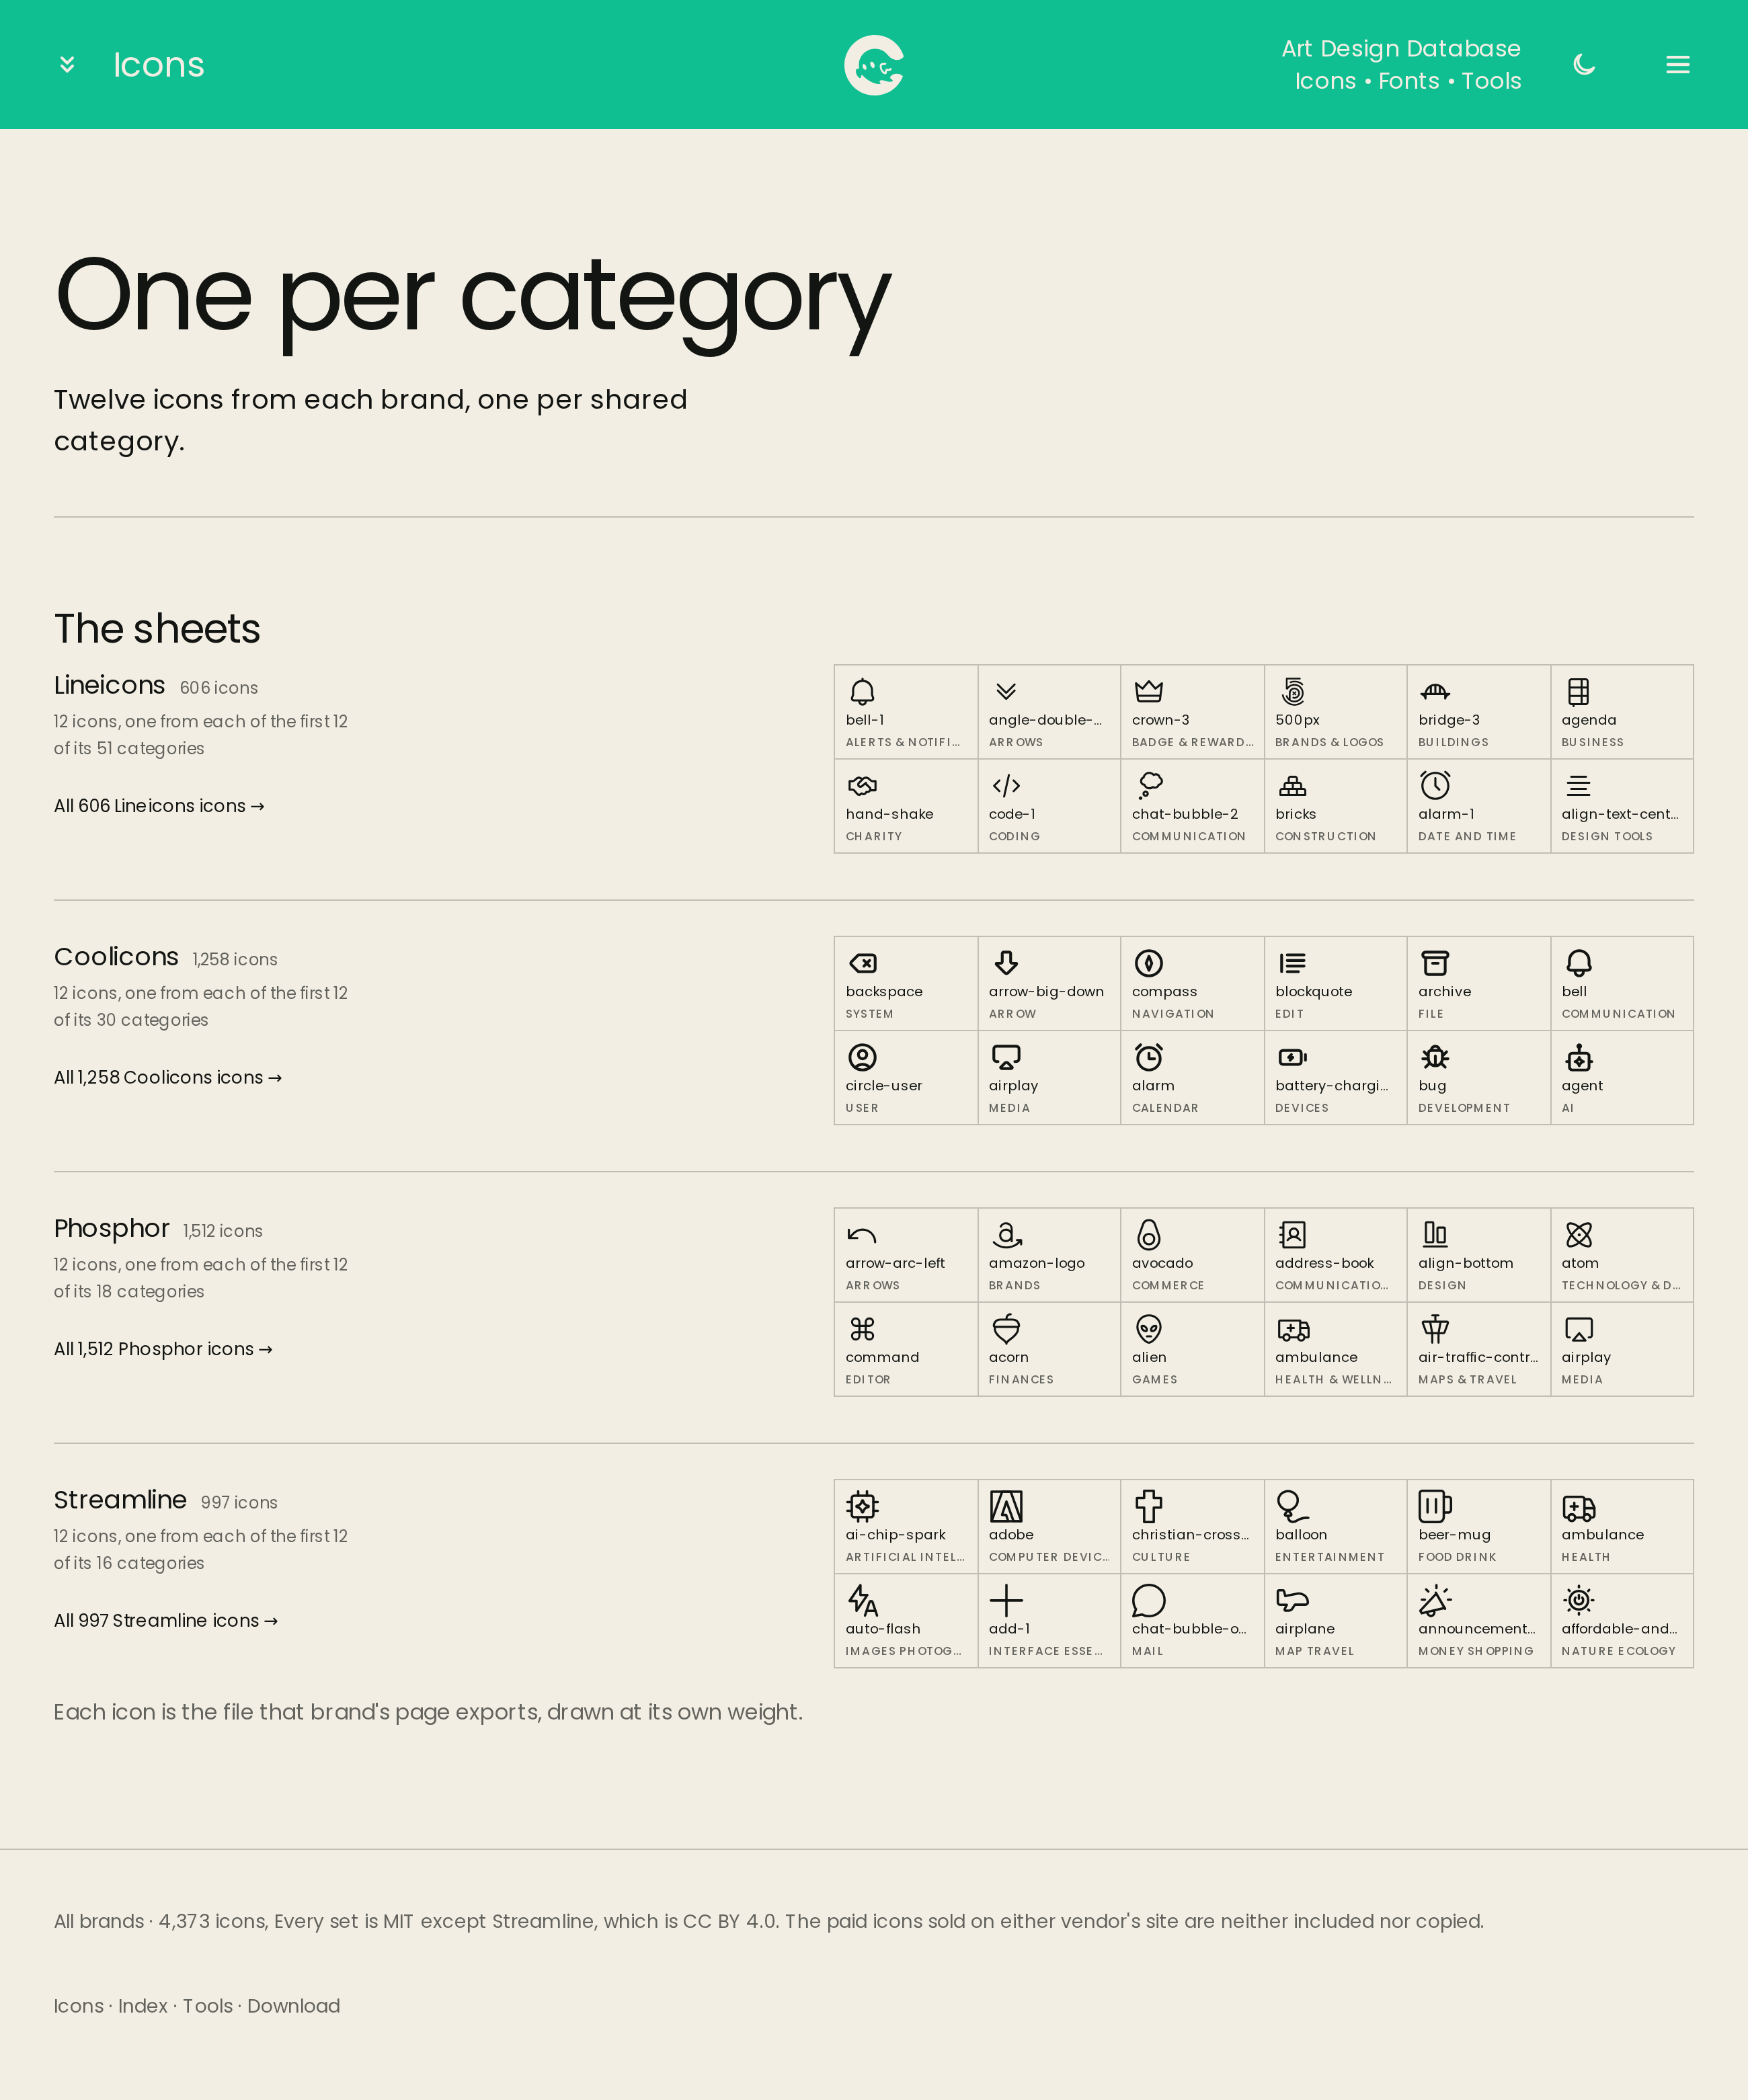 Icons
Art Design Database
Icons • Fonts • Tools
One per category
Twelve icons from each brand, one per shared
category.
The sheets
Lineicons 606 icons
12 icons, one from each of the first 12
of its 51 categories
All 606 Lineicons icons →
bell-1 angle-double-... crown-3 500px bridge-3 agenda
ALERTS & NOTIFI... ARROWS BADGE & REWARD... BRANDS & LOGOS BUILDINGS BUSINESS
hand-shake code-1 chat-bubble-2 bricks alarm-1 align-text-cent...
CHARITY CODING COMMUNICATION CONSTRUCTION DATE AND TIME DESIGN TOOLS
Coolicons 1,258 icons
12 icons, one from each of the first 12
of its 30 categories
All 1,258 Coolicons icons →
backspace arrow-big-down compass blockquote archive bell
SYSTEM ARROW NAVIGATION EDIT FILE COMMUNICATION
circle-user airplay alarm battery-chargi... bug agent
USER MEDIA CALENDAR DEVICES DEVELOPMENT AI
Phosphor 1,512 icons
12 icons, one from each of the first 12
of its 18 categories
All 1,512 Phosphor icons →
arrow-arc-left amazon-logo avocado address-book align-bottom atom
ARROWS BRANDS COMMERCE COMMUNICATIO... DESIGN TECHNOLOGY & D...
command acorn alien ambulance air-traffic-contr... airplay
EDITOR FINANCES GAMES HEALTH & WELLN... MAPS & TRAVEL MEDIA
Streamline 997 icons
12 icons, one from each of the first 12
of its 16 categories
All 997 Streamline icons →
ai-chip-spark adobe christian-cross... balloon beer-mug ambulance
ARTIFICIAL INTEL... COMPUTER DEVIC... CULTURE ENTERTAINMENT FOOD DRINK HEALTH
auto-flash add-1 chat-bubble-o... airplane announcement... affordable-and...
IMAGES PHOTOG... INTERFACE ESSE... MAIL MAP TRAVEL MONEY SHOPPING NATURE ECOLOGY
Each icon is the file that brand's page exports, drawn at its own weight.
All brands · 4,373 icons, Every set is MIT except Streamline, which is CC BY 4.0. The paid icons sold on either vendor's site are neither included nor copied.
Icons · Index · Tools · Download